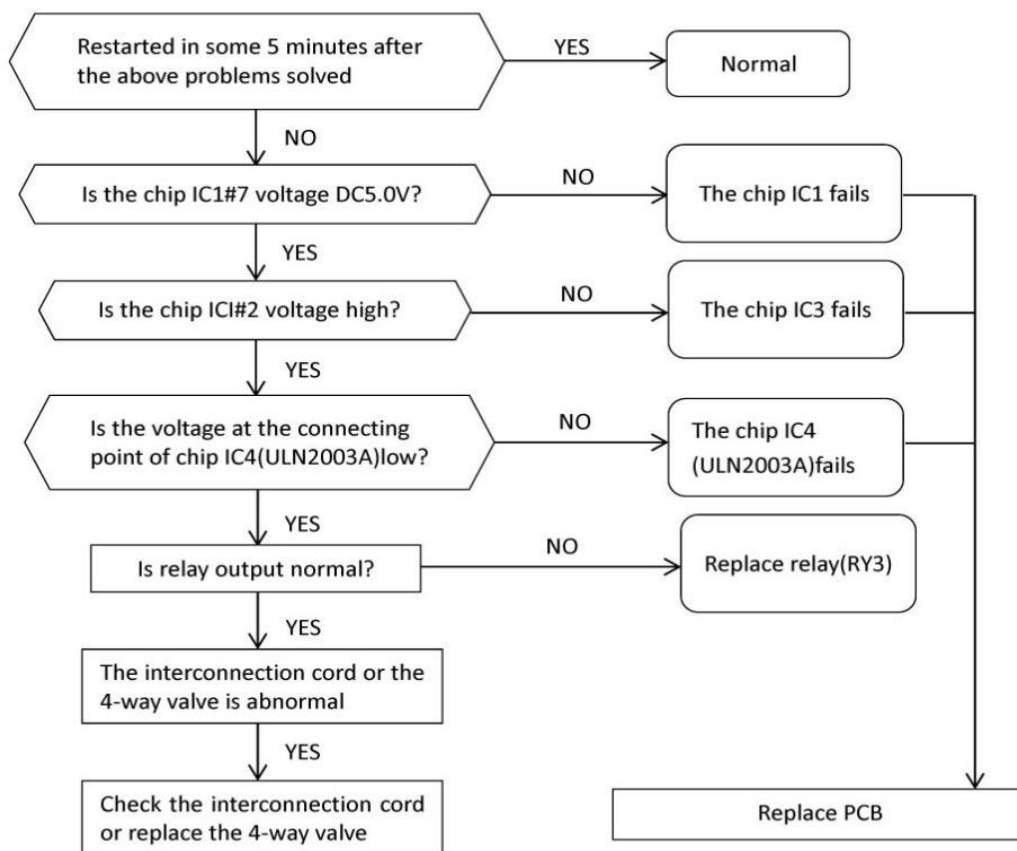 Restarted in some 5 minutes after
the above problems solved
YES
Normal
NO
Is the chip IC1#7 voltage DC5.0V?
NO
The chip IC1 fails
YES
Is the chip ICI#2 voltage high?
NO
The chip IC3 fails
YES
Is the voltage at the connecting
point of chip IC4(ULN2003A)low?
NO
The chip IC4
(ULN2003A)fails
YES
Is relay output normal?
NO
Replace relay(RY3)
YES
The interconnection cord or the
4-way valve is abnormal
YES
Check the interconnection cord
or replace the 4-way valve
Replace PCB